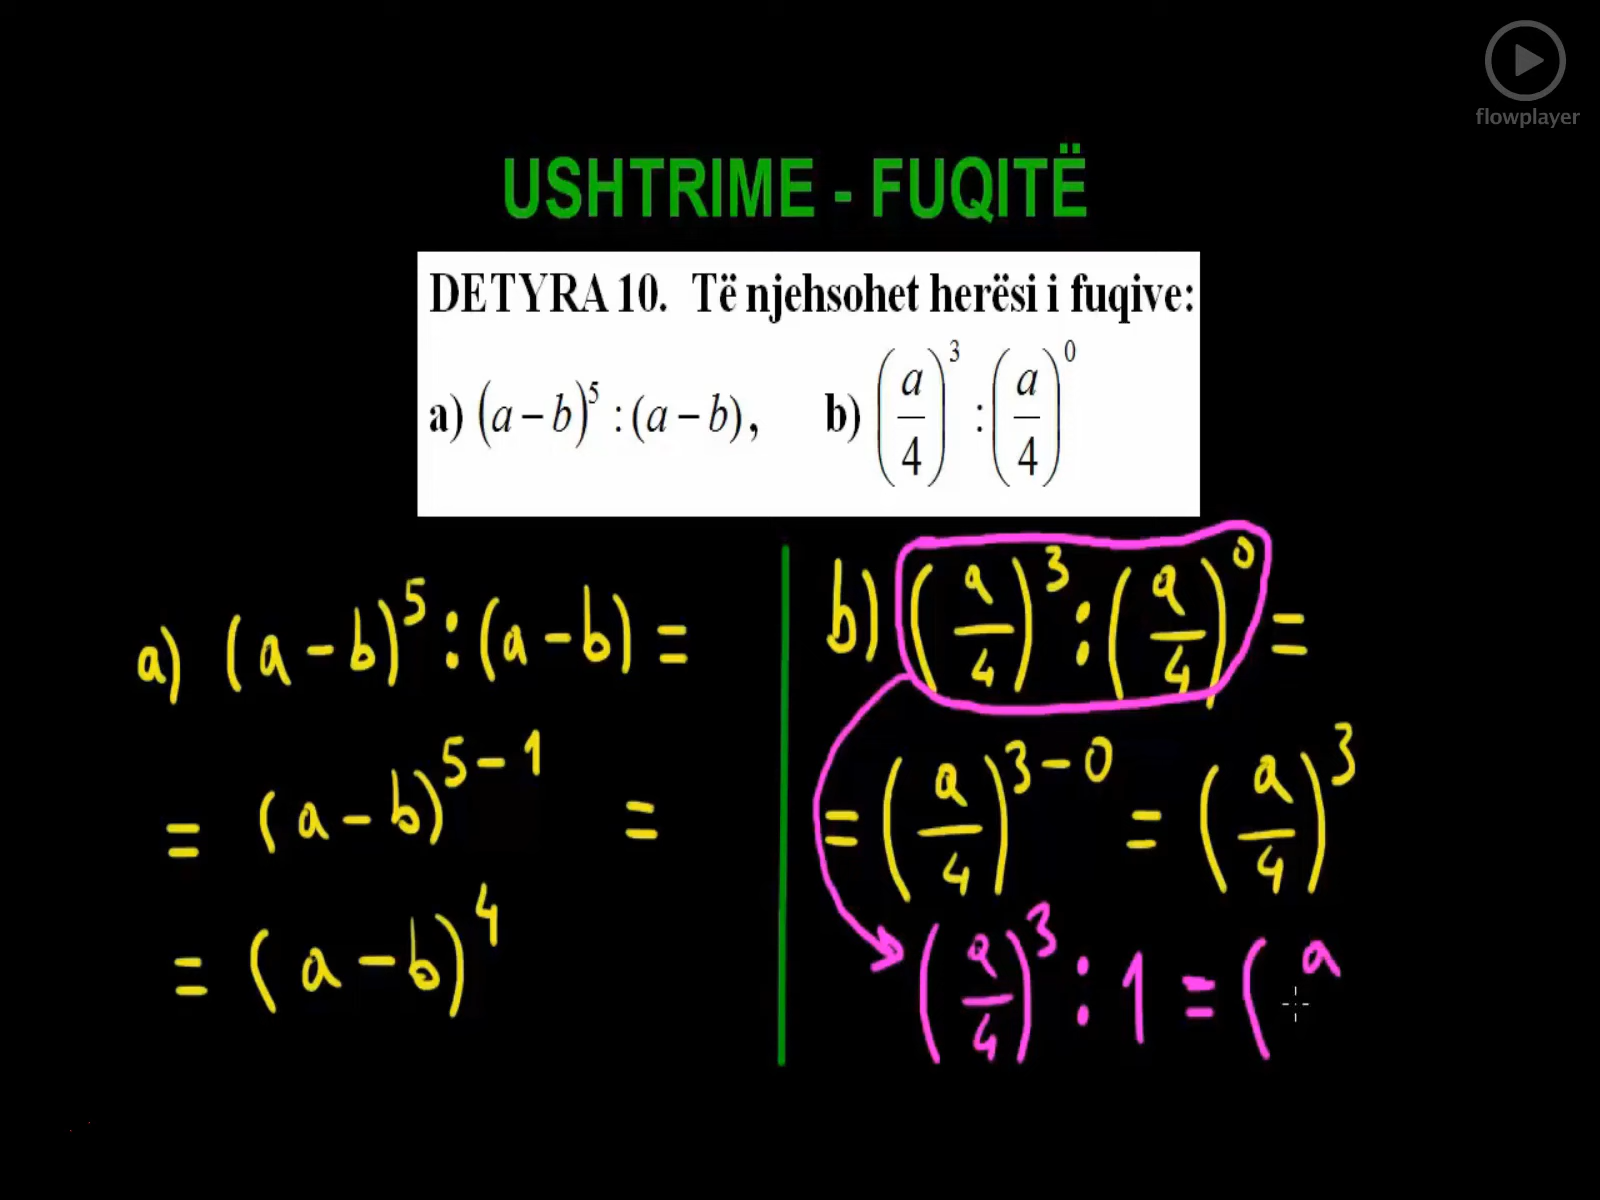 flowplayer
USHTRIME - FUQITË
DETYRA 10. Të njehsohet herësi i fuqive:
a) (a − b)⁵ : (a − b), b) (a/4)³ : (a/4)⁰
a) (a − b)⁵ : (a − b) =
= (a − b)⁵⁻¹ =
= (a − b)⁴
b) (a/4)³ : (a/4)⁰ =
= (a/4)³⁻⁰ = (a/4)³
(a/4)³ : 1 = (a